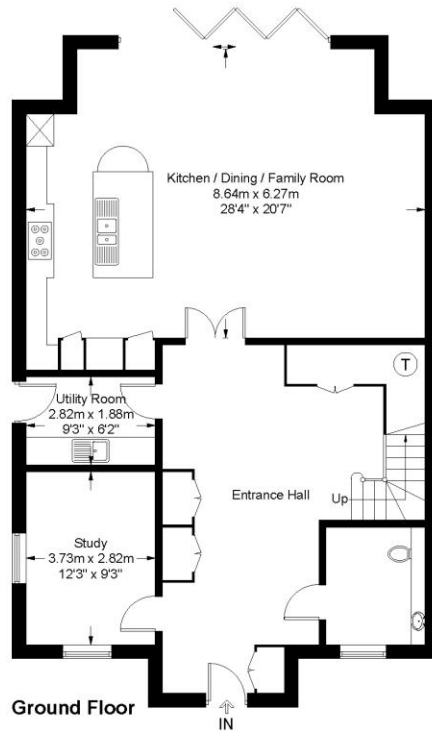 Kitchen / Dining / Family Room
8.64m x 6.27m
28'4" x 20'7"
T
Utility Room
2.82m x 1.88m
9'3" x 6'2"
Entrance Hall
Up
Study
3.73m x 2.82m
12'3" x 9'3"
Ground Floor
IN